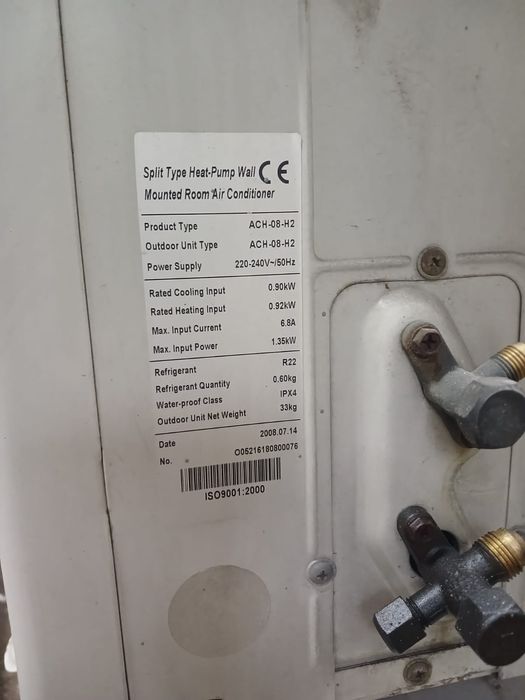 Split Type Heat-Pump Wall CE
Mounted Room Air Conditioner
Product Type ACH-08-H2
Outdoor Unit Type ACH-08-H2
Power Supply 220-240V~/50Hz
Rated Cooling Input 0.90kW
Rated Heating Input 0.92kW
Max. Input Current 6.8A
Max. Input Power 1.35kW
Refrigerant R22
Refrigerant Quantity 0.60kg
Water-proof Class IPX4
Outdoor Unit Net Weight 33kg
Date 2008.07.14
No. O05216180800076
ISO9001:2000